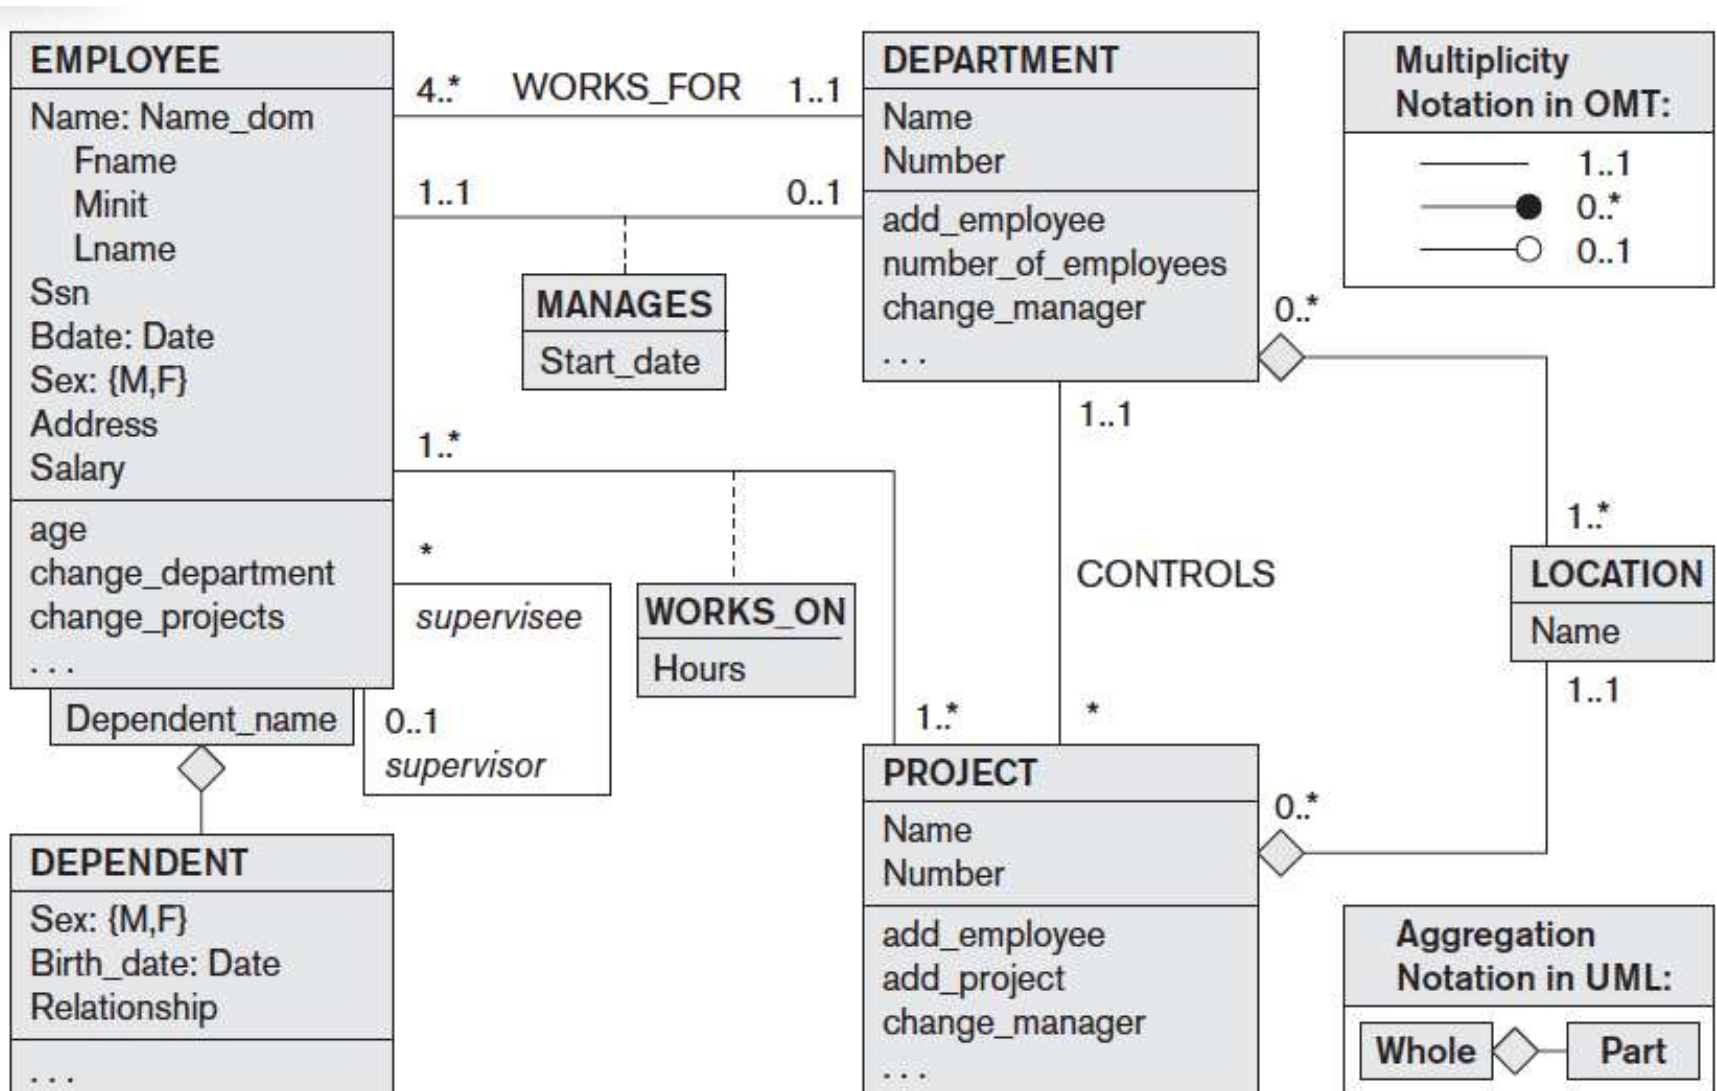 EMPLOYEE
Name: Name_dom
Fname
Minit
Lname
Ssn
Bdate: Date
Sex: {M,F}
Address
Salary
age
change_department
change_projects
. . .
Dependent_name
DEPENDENT
Sex: {M,F}
Birth_date: Date
Relationship
. . .
4..* WORKS_FOR 1..1
1..1 0..1
MANAGES
Start_date
1..*
*
supervisee
0..1
supervisor
WORKS_ON
Hours
1..*
DEPARTMENT
Name
Number
add_employee
number_of_employees
change_manager
. . .
0..*
1..1
CONTROLS
*
1..*
LOCATION
Name
1..1
PROJECT
Name
Number
add_employee
add_project
change_manager
. . .
0..*
Multiplicity
Notation in OMT:
1..1
0..*
0..1
Aggregation
Notation in UML:
Whole Part